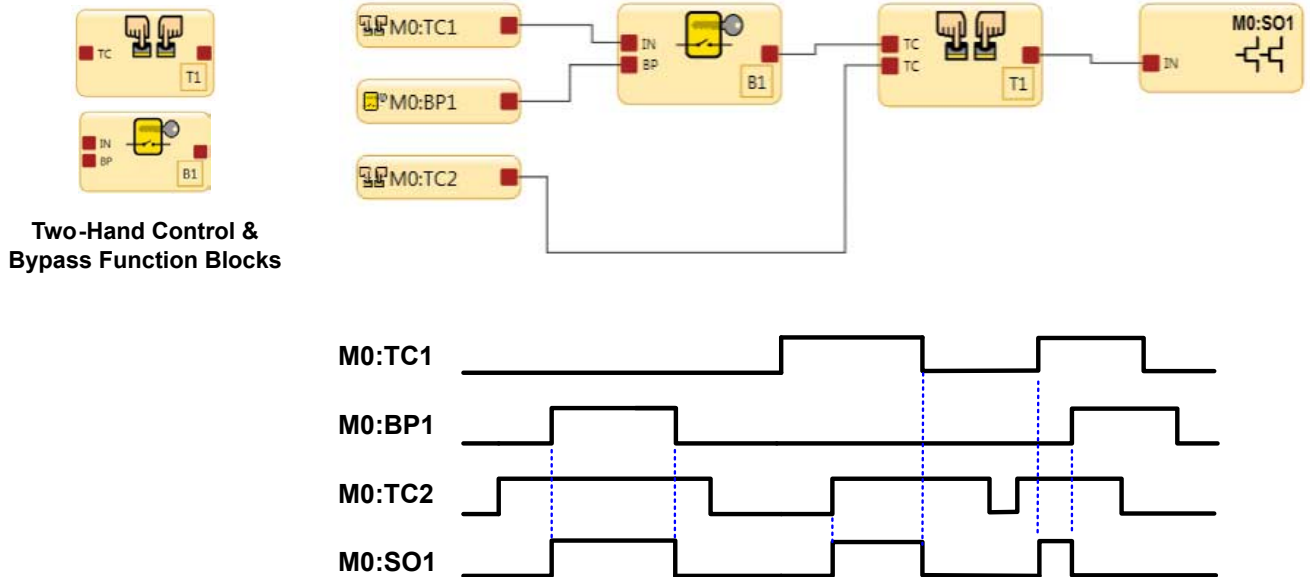 TC
T1
IN
BP
B1
Two-Hand Control &
Bypass Function Blocks
M0:TC1
M0:BP1
M0:TC2
IN
BP
B1
TC
TC
T1
M0:SO1
IN
M0:TC1
M0:BP1
M0:TC2
M0:SO1